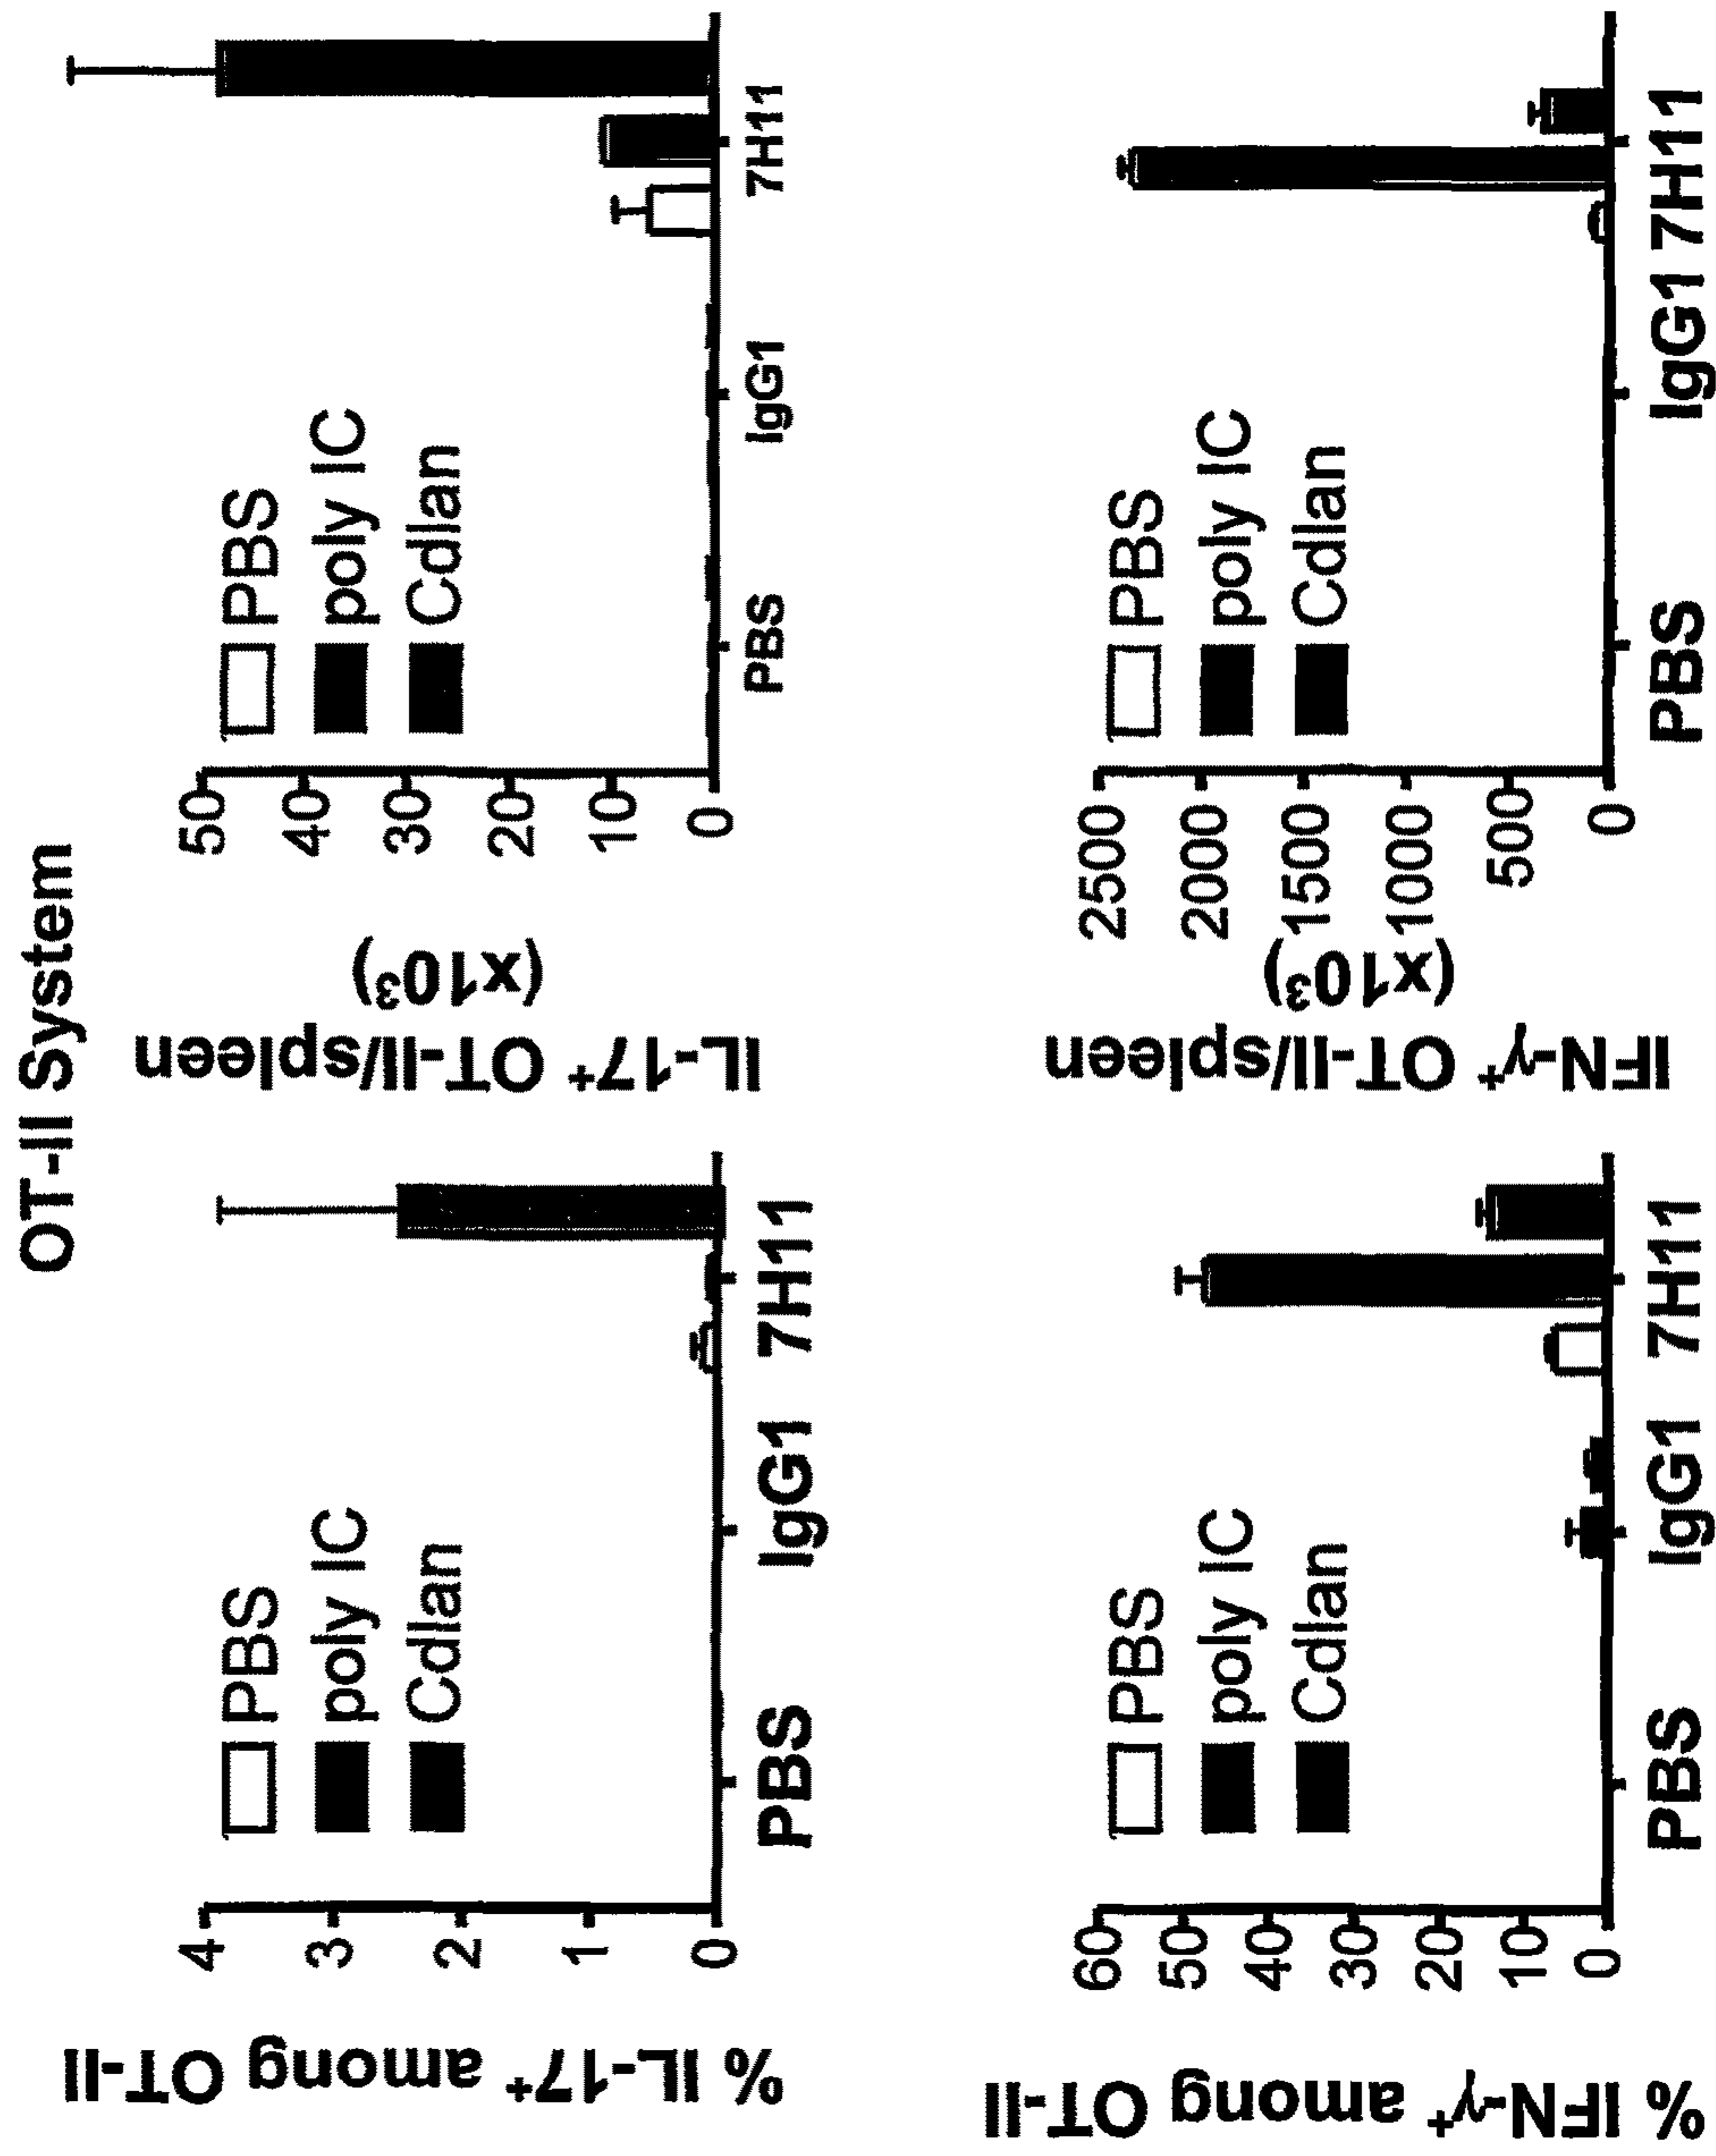 OT-II System
% IL-17+ among OT-II
4
3
2
1
0
PBS
poly IC
Cdlan
PBS
IgG1
7H11
IL-17+ OT-II/spleen
(x10³)
50
40
30
20
10
0
PBS
poly IC
Cdlan
PBS
IgG1
7H11
% IFN-γ+ among OT-II
60
50
40
30
20
10
0
PBS
poly IC
Cdlan
PBS
IgG1
7H11
IFN-γ+ OT-II/spleen
(x10³)
2500
2000
1500
1000
500
0
PBS
poly IC
Cdlan
PBS
IgG1 7H11